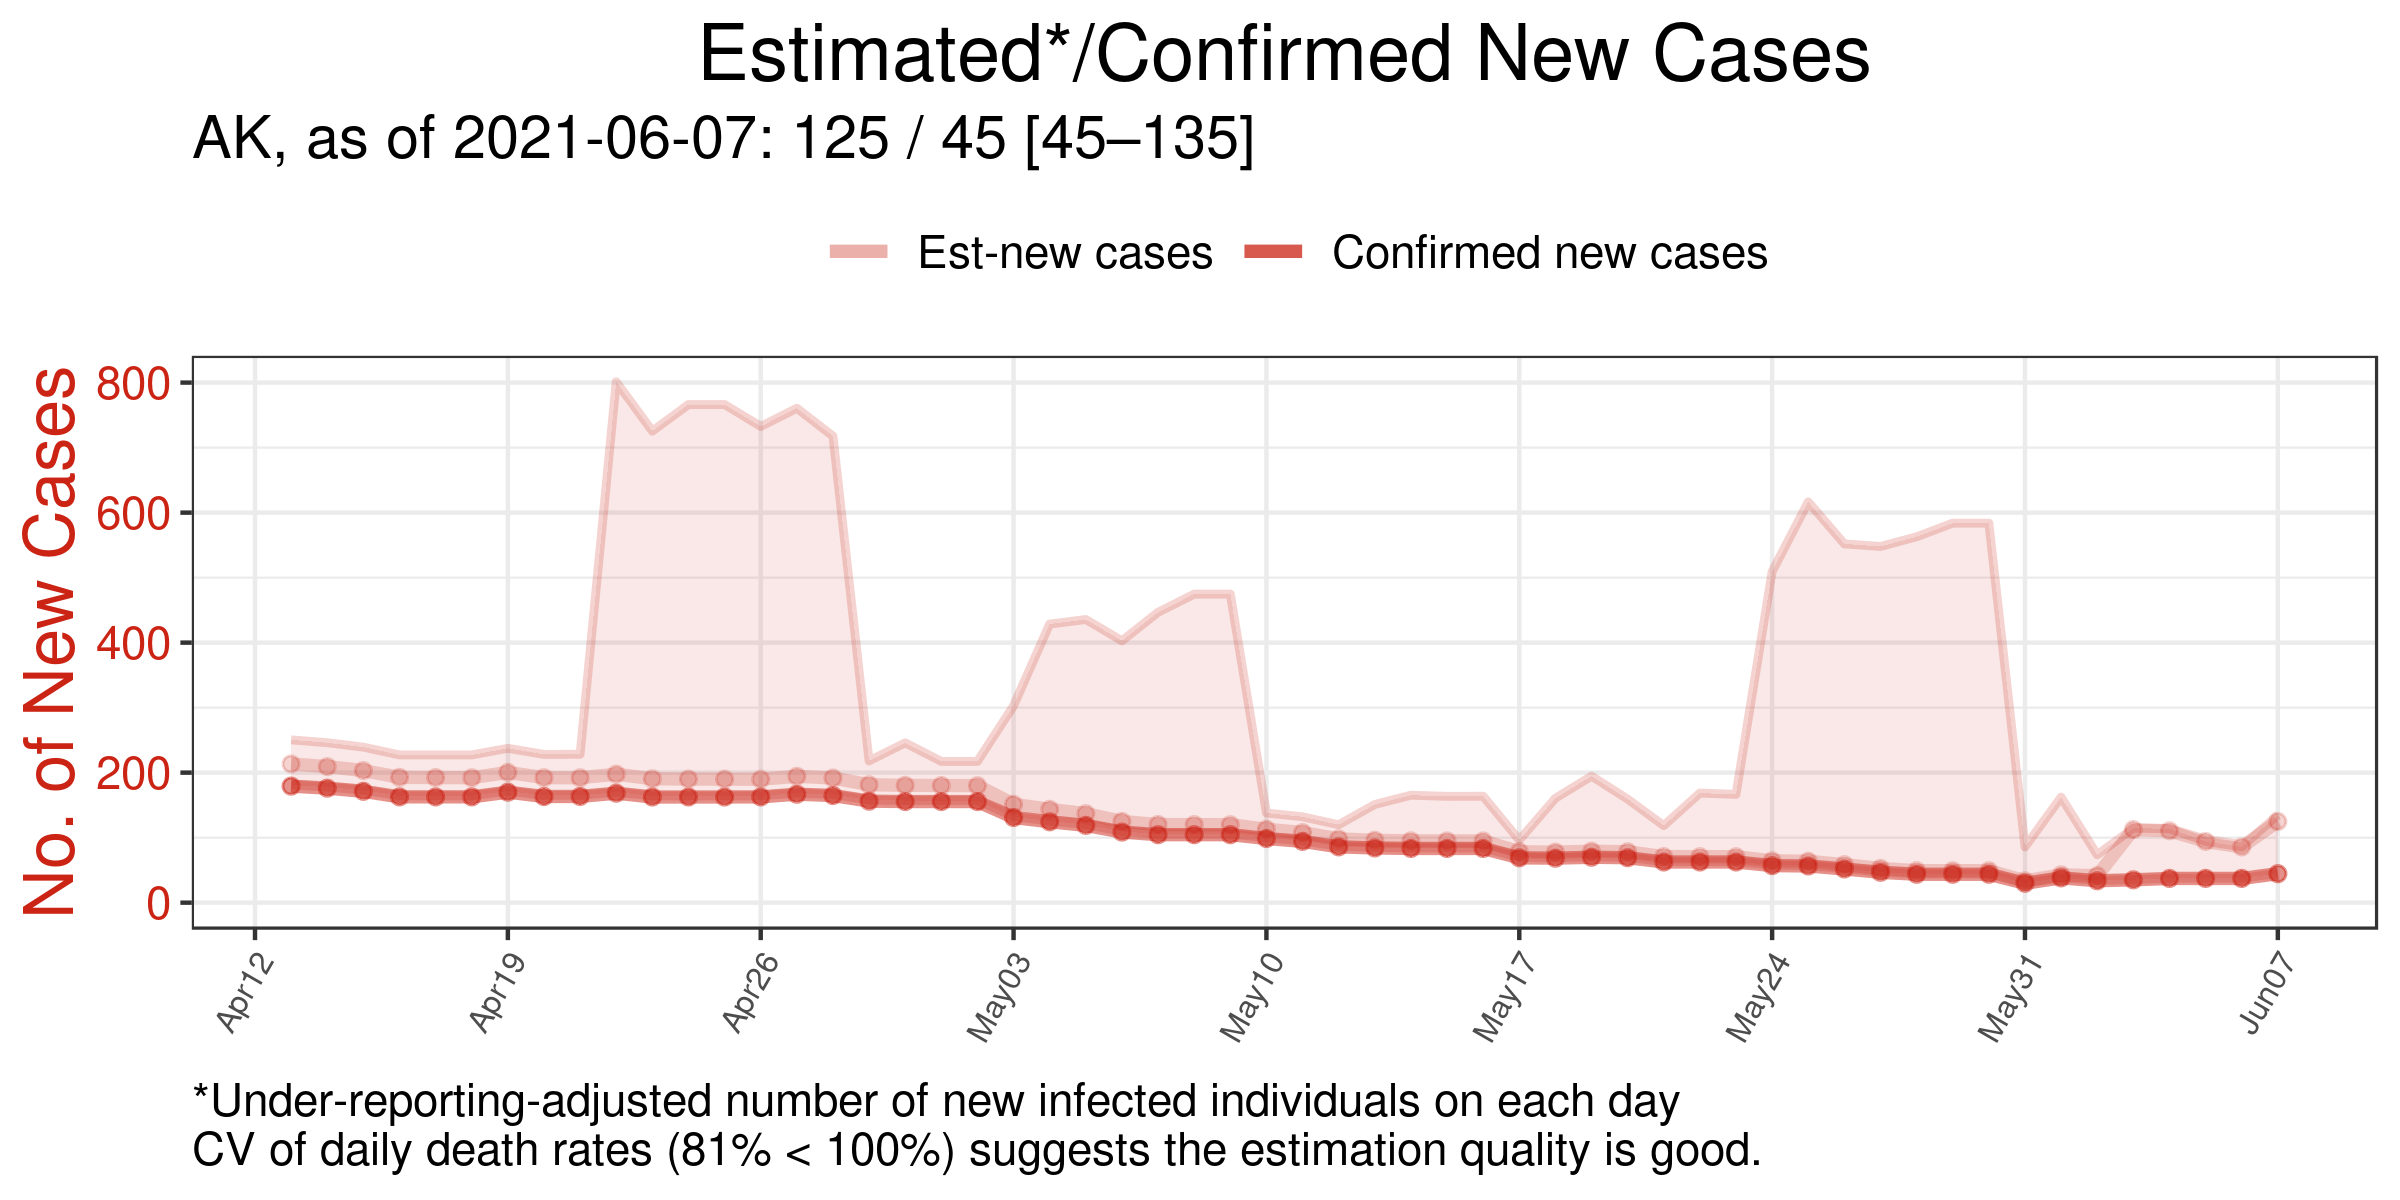 Estimated*/Confirmed New Cases
AK, as of 2021-06-07: 125 / 45 [45–135]
Est-new cases Confirmed new cases
No. of New Cases
800
600
400
200
0
Apr12 Apr19 Apr26 May03 May10 May17 May24 May31 Jun07
*Under-reporting-adjusted number of new infected individuals on each day
CV of daily death rates (81% < 100%) suggests the estimation quality is good.